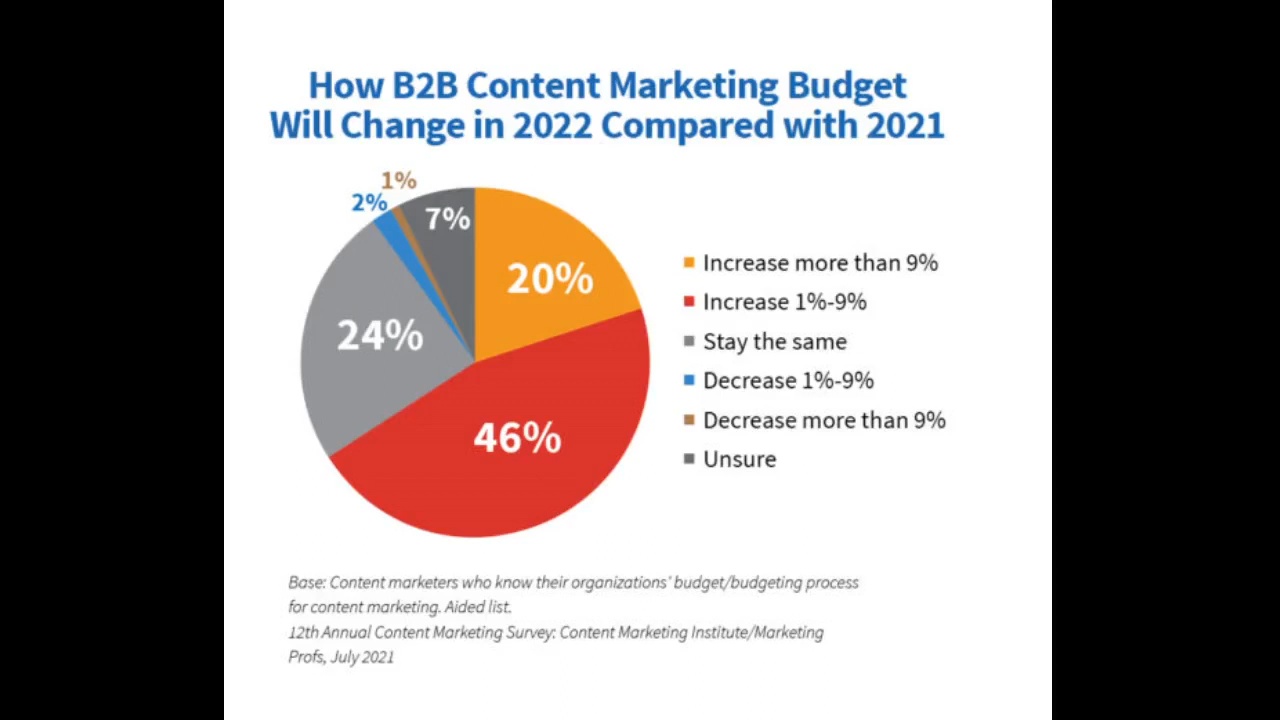 How B2B Content Marketing Budget
Will Change in 2022 Compared with 2021
1%
2%
7%
20%
24%
46%
Increase more than 9%
Increase 1%-9%
Stay the same
Decrease 1%-9%
Decrease more than 9%
Unsure
Base: Content marketers who know their organizations' budget/budgeting process
for content marketing. Aided list.
12th Annual Content Marketing Survey: Content Marketing Institute/Marketing
Profs, July 2021